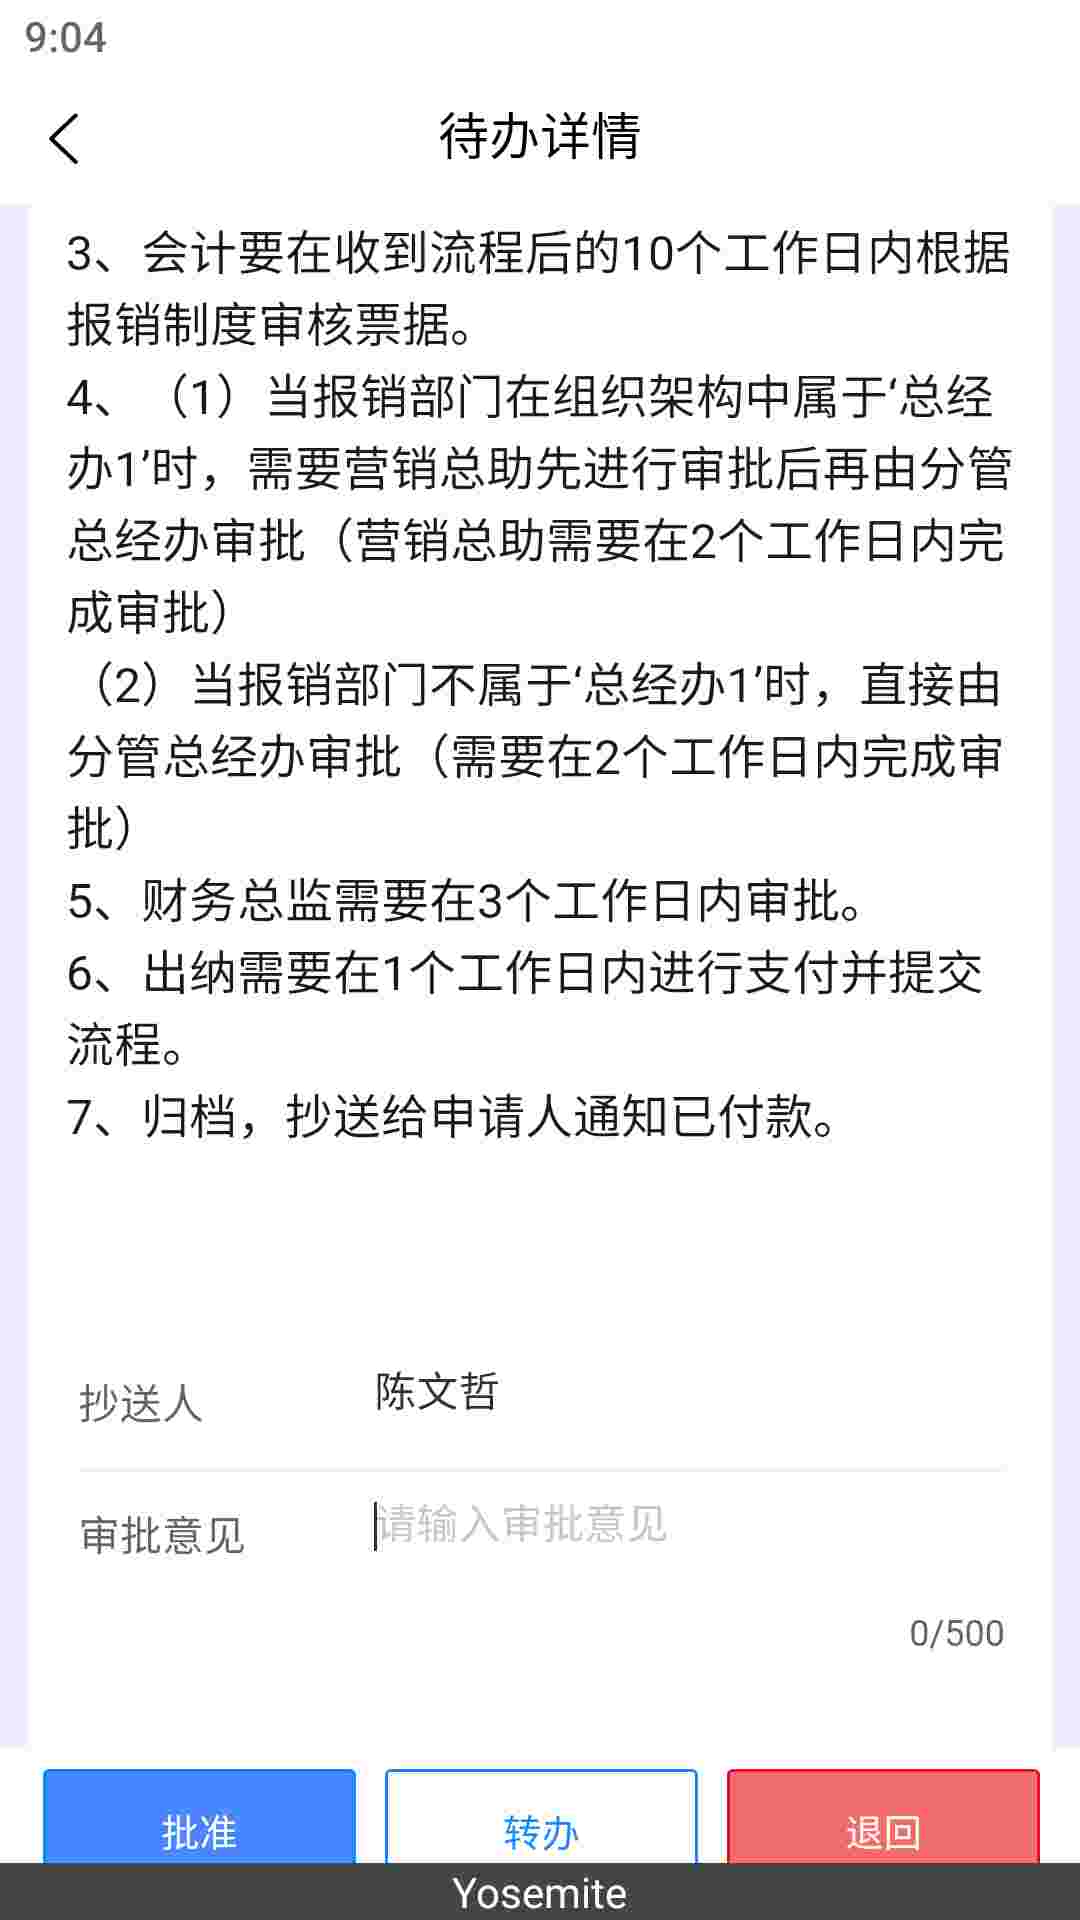 9:04
待办详情
3、会计要在收到流程后的10个工作日内根据
报销制度审核票据。
4、（1）当报销部门在组织架构中属于‘总经
办1’时，需要营销总助先进行审批后再由分管
总经办审批（营销总助需要在2个工作日内完
成审批）
（2）当报销部门不属于‘总经办1’时，直接由
分管总经办审批（需要在2个工作日内完成审
批）
5、财务总监需要在3个工作日内审批。
6、出纳需要在1个工作日内进行支付并提交
流程。
7、归档，抄送给申请人通知已付款。
抄送人 陈文哲
审批意见 请输入审批意见
0/500
批准 转办 退回
Yosemite